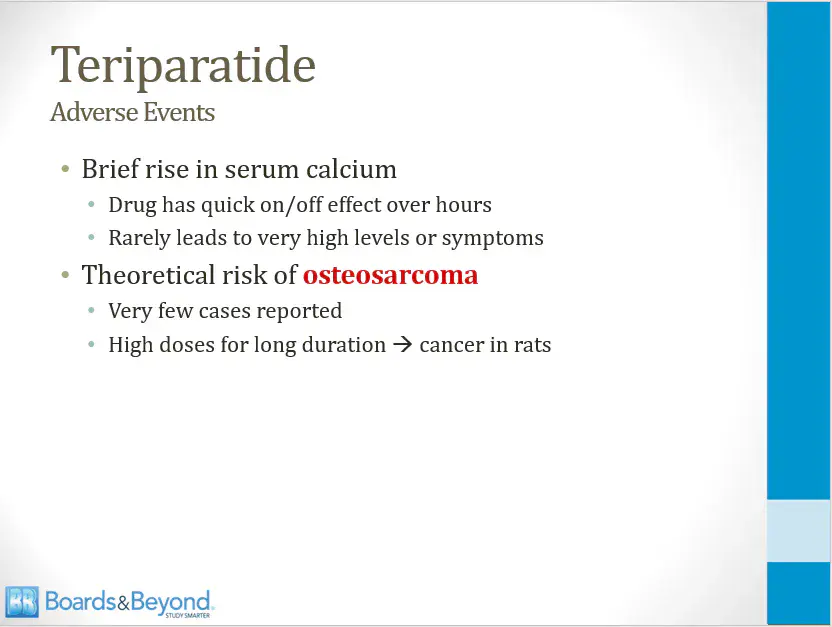 Teriparatide
Adverse Events
• Brief rise in serum calcium
• Drug has quick on/off effect over hours
• Rarely leads to very high levels or symptoms
• Theoretical risk of osteosarcoma
• Very few cases reported
• High doses for long duration → cancer in rats
BB Boards&Beyond.
STUDY SMARTER